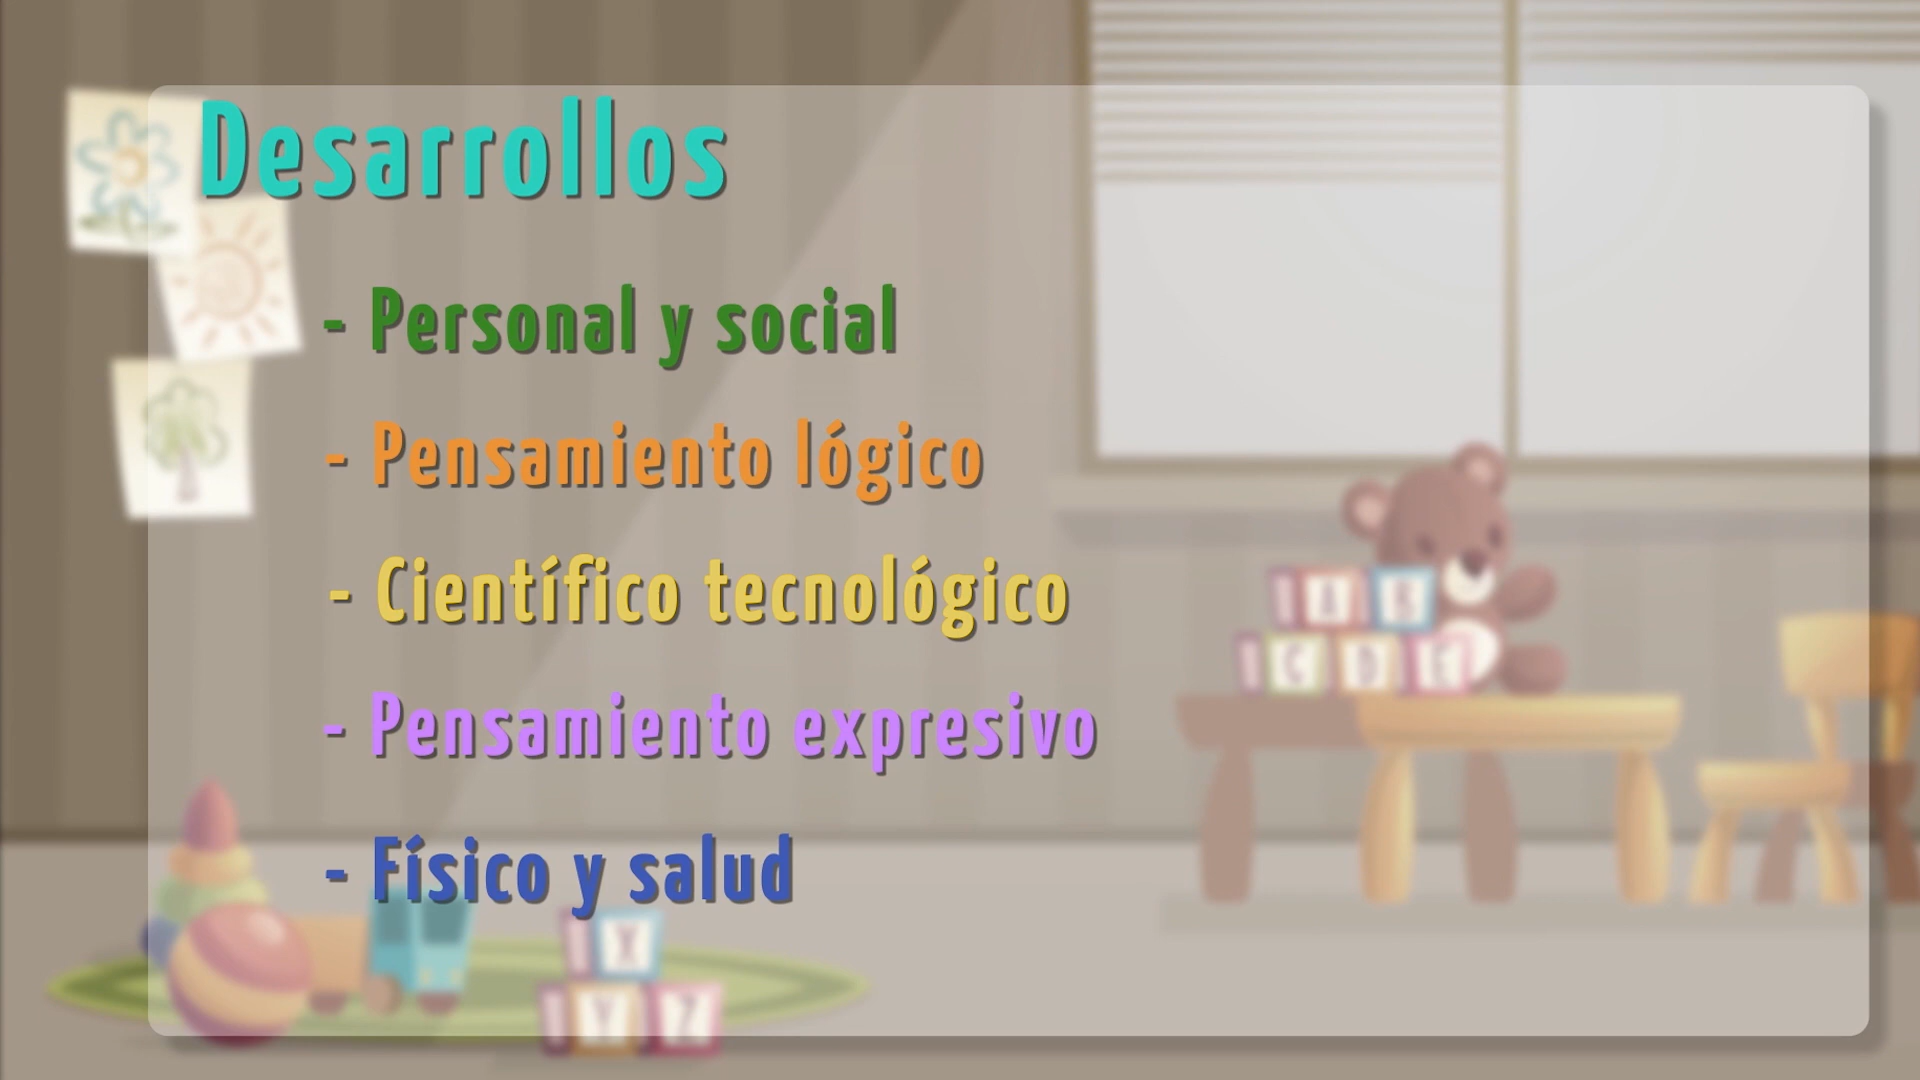 Desarrollos
- Personal y social
- Pensamiento lógico
- Científico tecnológico
- Pensamiento expresivo
- Físico y salud
A B
C D E
X
Y Z